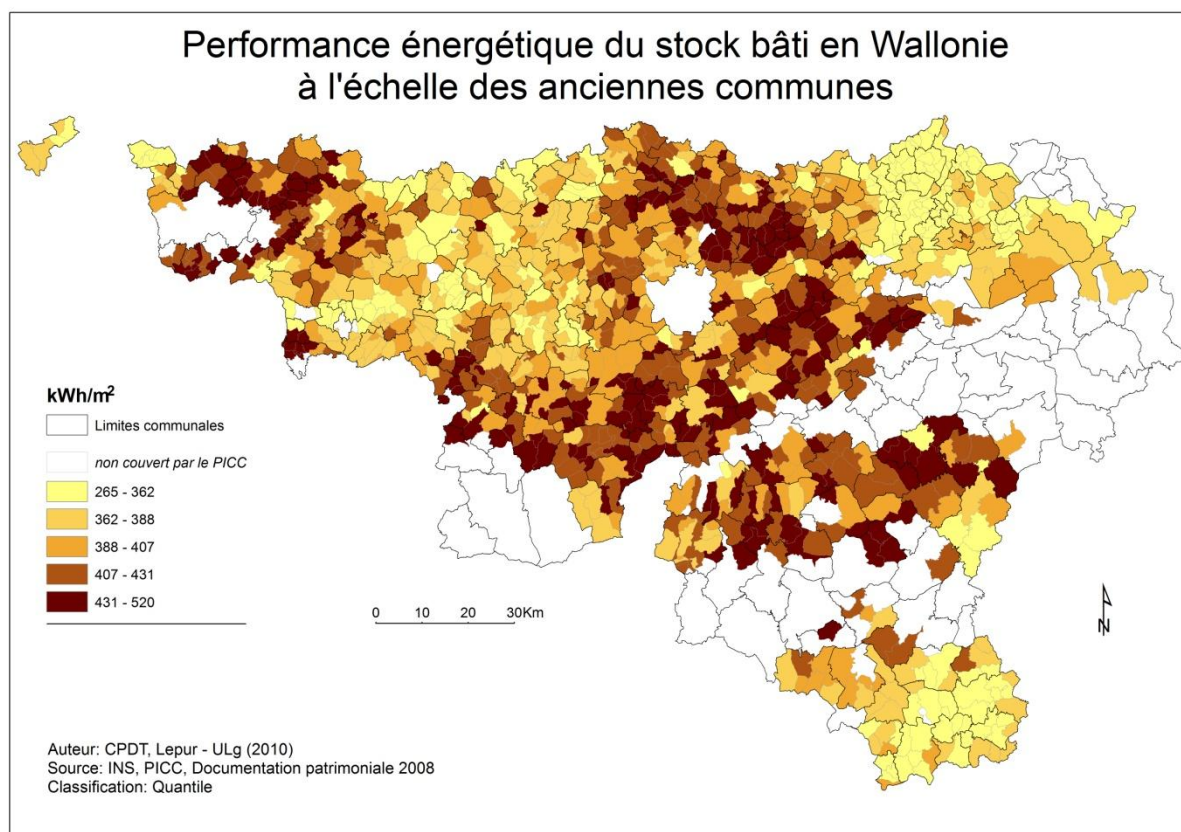 Performance énergétique du stock bâti en Wallonie
à l'échelle des anciennes communes
kWh/m²
Limites communales
non couvert par le PICC
265 - 362
362 - 388
388 - 407
407 - 431
431 - 520
0 10 20 30Km
N
Auteur: CPDT, Lepur - ULg (2010)
Source: INS, PICC, Documentation patrimoniale 2008
Classification: Quantile